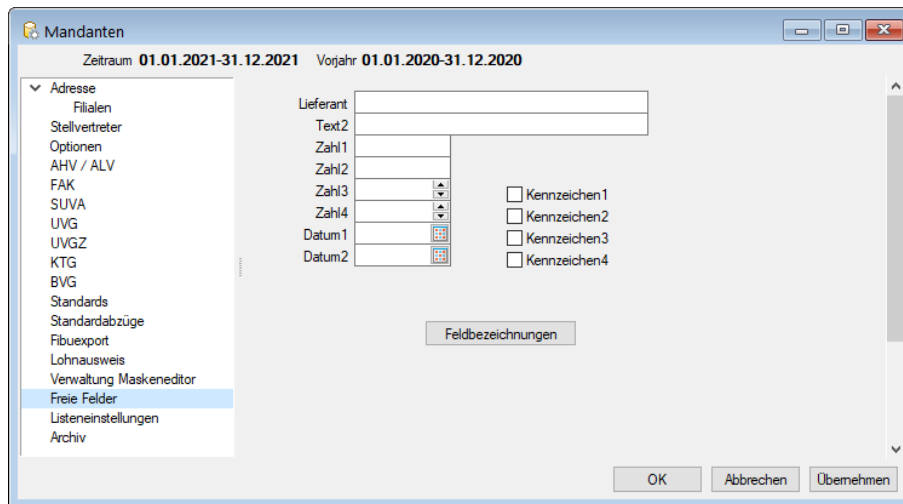 Mandanten
Zeitraum 01.01.2021-31.12.2021 Vorjahr 01.01.2020-31.12.2020
Adresse
Filialen
Stellvertreter
Optionen
AHV / ALV
FAK
SUVA
UVG
UVGZ
KTG
BVG
Standards
Standardabzüge
Fibuexport
Lohnausweis
Verwaltung Maskeneditor
Freie Felder
Listeneinstellungen
Archiv
Lieferant
Text2
Zahl1
Zahl2
Zahl3
Zahl4
Datum1
Datum2
Kennzeichen1
Kennzeichen2
Kennzeichen3
Kennzeichen4
Feldbezeichnungen
OK Abbrechen Übernehmen